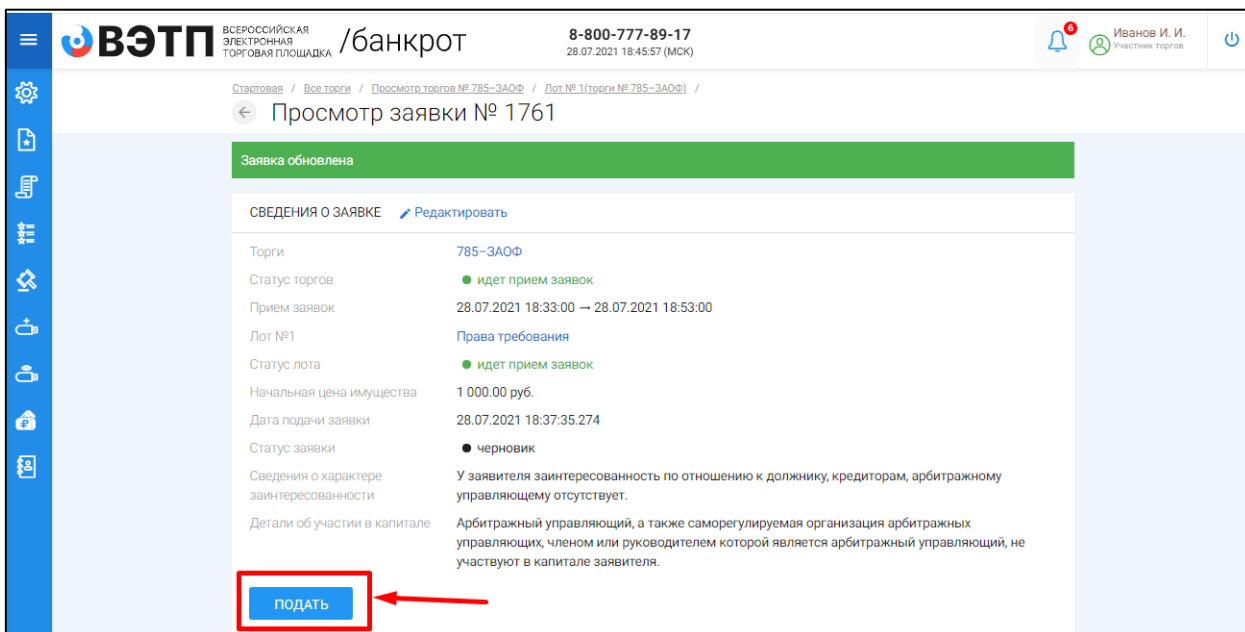 ВЭТП
ВСЕРОССИЙСКАЯ
ЭЛЕКТРОННАЯ
ТОРГОВАЯ ПЛОЩАДКА
/банкрот
8-800-777-89-17
28.07.2021 18:45:57 (МСК)
6
Иванов И. И.
Участник торгов
Стартовая / Все торги / Просмотр торгов № 785-ЗАОФ / Лот № 1(торги № 785-ЗАОФ) /
Просмотр заявки № 1761
Заявка обновлена
СВЕДЕНИЯ О ЗАЯВКЕ Редактировать
Торги 785-ЗАОФ
Статус торгов идет прием заявок
Прием заявок 28.07.2021 18:33:00 → 28.07.2021 18:53:00
Лот №1 Права требования
Статус лота идет прием заявок
Начальная цена имущества 1 000.00 руб.
Дата подачи заявки 28.07.2021 18:37:35.274
Статус заявки черновик
Сведения о характере
заинтересованности
У заявителя заинтересованность по отношению к должнику, кредиторам, арбитражному
управляющему отсутствует.
Детали об участии в капитале
Арбитражный управляющий, а также саморегулируемая организация арбитражных
управляющих, членом или руководителем которой является арбитражный управляющий, не
участвуют в капитале заявителя.
ПОДАТЬ